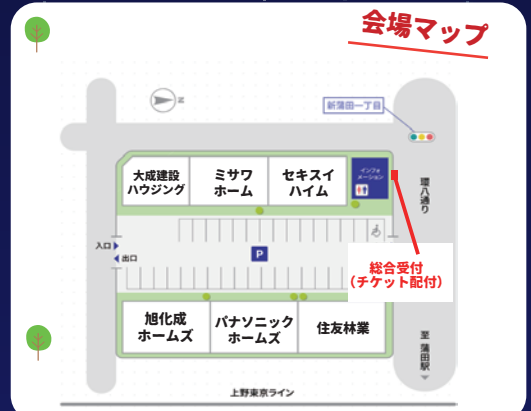 会場マップ
N
新蒲田一丁目
大成建設
ハウジング
ミサワ
ホーム
セキスイ
ハイム
インフォ
メーション
環八通り
入口
出口
P
総合受付
(チケット配付)
旭化成
ホームズ
パナソニック
ホームズ
住友林業
至 蒲田駅
上野東京ライン